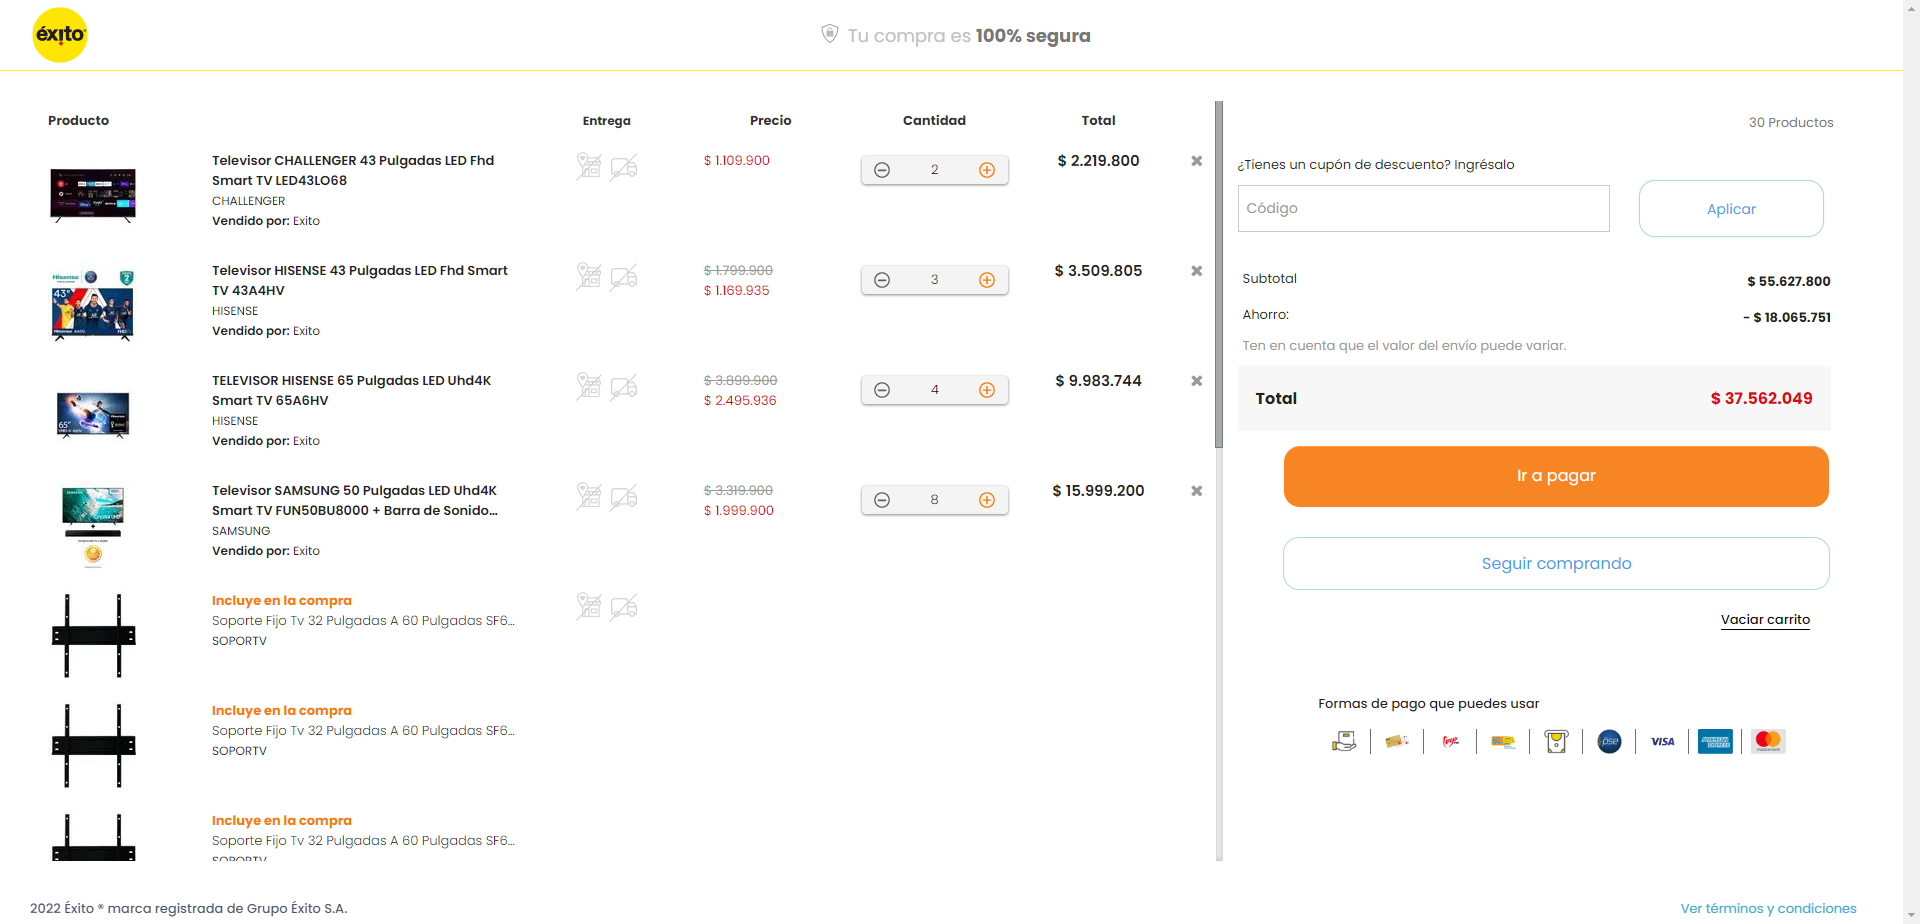 éxito
Tu compra es 100% segura
Producto
Entrega
Precio
Cantidad
Total
Televisor CHALLENGER 43 Pulgadas LED Fhd
Smart TV LED43LO68
CHALLENGER
Vendido por: Exito
$ 1.109.900
2
$ 2.219.800
Hisense
43"
Televisor HISENSE 43 Pulgadas LED Fhd Smart
TV 43A4HV
HISENSE
Vendido por: Exito
$ 1.799.900
$ 1.169.935
3
$ 3.509.805
65"
TELEVISOR HISENSE 65 Pulgadas LED Uhd4K
Smart TV 65A6HV
HISENSE
Vendido por: Exito
$ 3.899.900
$ 2.495.936
4
$ 9.983.744
Televisor SAMSUNG 50 Pulgadas LED Uhd4K
Smart TV FUN50BU8000 + Barra de Sonido...
SAMSUNG
Vendido por: Exito
$ 3.319.900
$ 1.999.900
8
$ 15.999.200
Incluye en la compra
Soporte Fijo Tv 32 Pulgadas A 60 Pulgadas SF6...
SOPORTV
Incluye en la compra
Soporte Fijo Tv 32 Pulgadas A 60 Pulgadas SF6...
SOPORTV
Incluye en la compra
Soporte Fijo Tv 32 Pulgadas A 60 Pulgadas SF6...
SOPORTV
30 Productos
¿Tienes un cupón de descuento? Ingrésalo
Código
Aplicar
Subtotal
$ 55.627.800
Ahorro:
- $ 18.065.751
Ten en cuenta que el valor del envío puede variar.
Total
$ 37.562.049
Ir a pagar
Seguir comprando
Vaciar carrito
Formas de pago que puedes usar
pse
VISA
AMERICAN EXPRESS
2022 Éxito ® marca registrada de Grupo Éxito S.A.
Ver términos y condiciones